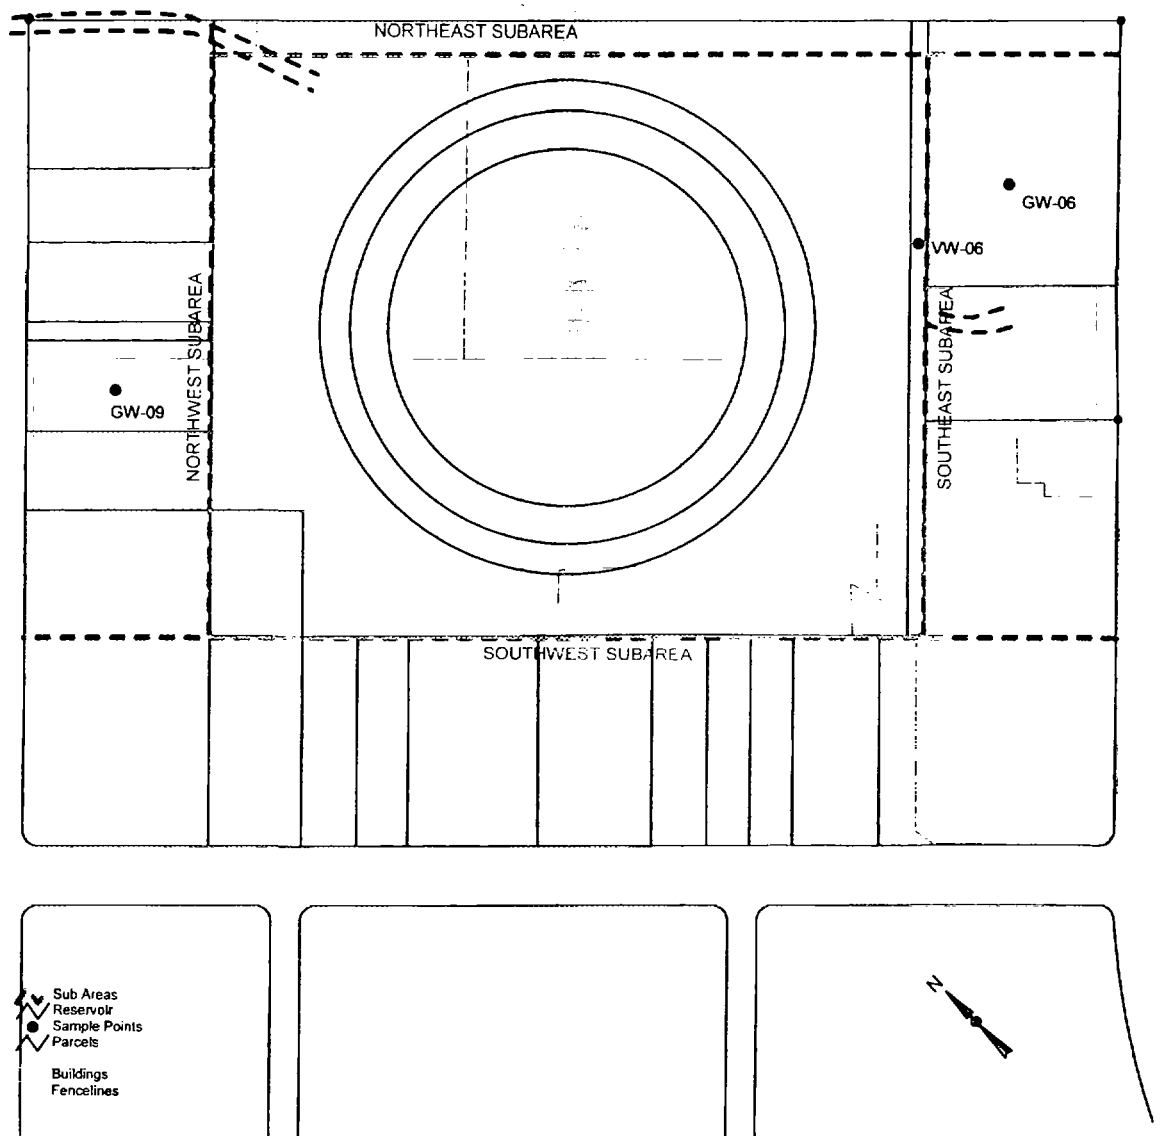 NORTHEAST SUBAREA
GW-06
VW-06
NORTHWEST SUBAREA
SOUTHEAST SUBAREA
GW-09
SOUTHWEST SUBAREA
N
Sub Areas
Reservoir
Sample Points
Parcels
Buildings
Fencelines